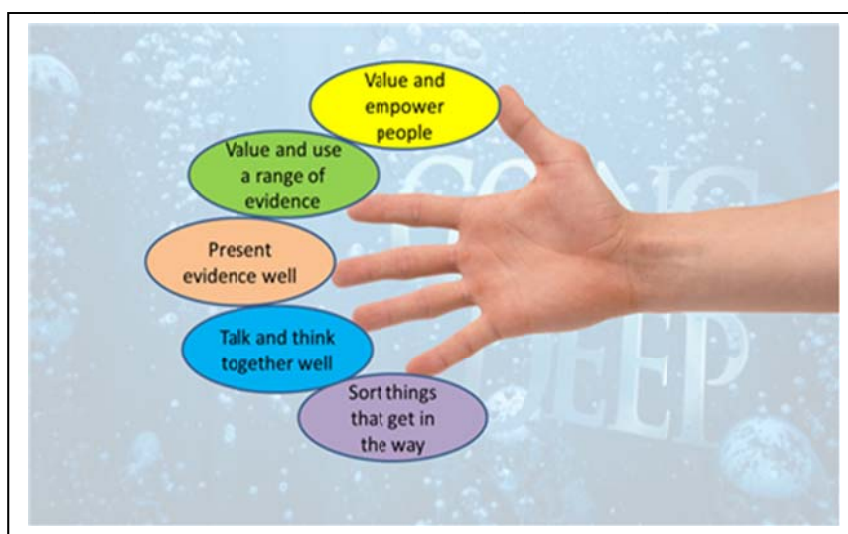 Value and
empower
people
Value and use
a range of
evidence
Present
evidence well
Talk and think
together well
Sort things
that get in
the way
DEEP